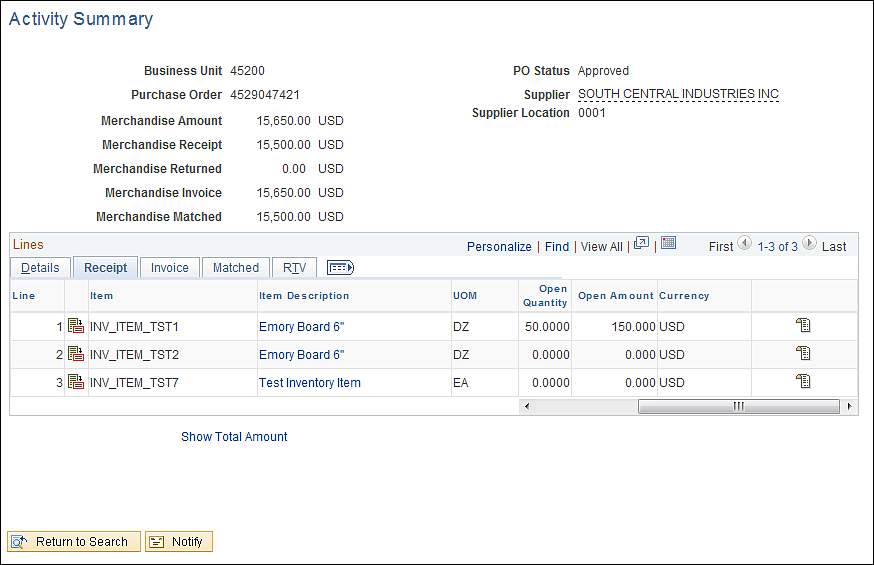 Activity Summary
Business Unit 45200 PO Status Approved
Purchase Order 4529047421 Supplier SOUTH CENTRAL INDUSTRIES INC
Merchandise Amount 15,650.00 USD Supplier Location 0001
Merchandise Receipt 15,500.00 USD
Merchandise Returned 0.00 USD
Merchandise Invoice 15,650.00 USD
Merchandise Matched 15,500.00 USD
Lines Personalize | Find | View All | | First 1-3 of 3 Last
Details Receipt Invoice Matched RTV
Line Item Item Description UOM Open Quantity Open Amount Currency
1 INV_ITEM_TST1 Emory Board 6" DZ 50.0000 150.000 USD
2 INV_ITEM_TST2 Emory Board 6" DZ 0.0000 0.000 USD
3 INV_ITEM_TST7 Test Inventory Item EA 0.0000 0.000 USD
Show Total Amount
Return to Search Notify